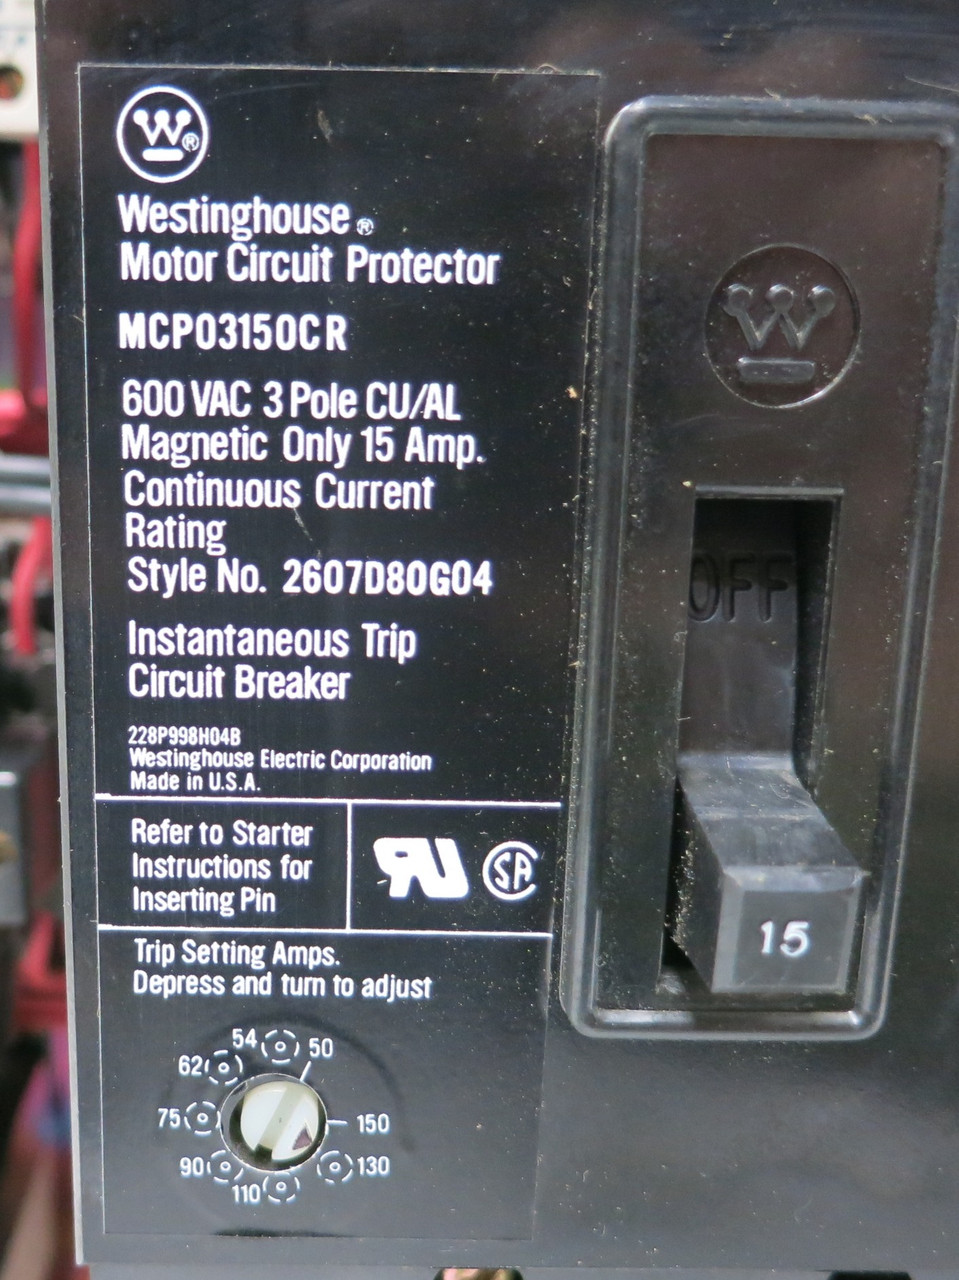 W®
Westinghouse®
Motor Circuit Protector
MCP03150CR
600 VAC 3 Pole CU/AL
Magnetic Only 15 Amp.
Continuous Current
Rating
Style No. 2607D80G04
Instantaneous Trip
Circuit Breaker
228P998H04B
Westinghouse Electric Corporation
Made in U.S.A.
Refer to Starter
Instructions for
Inserting Pin
RU
SA
Trip Setting Amps.
Depress and turn to adjust
54
50
62
75
150
90
130
110
W
OFF
15